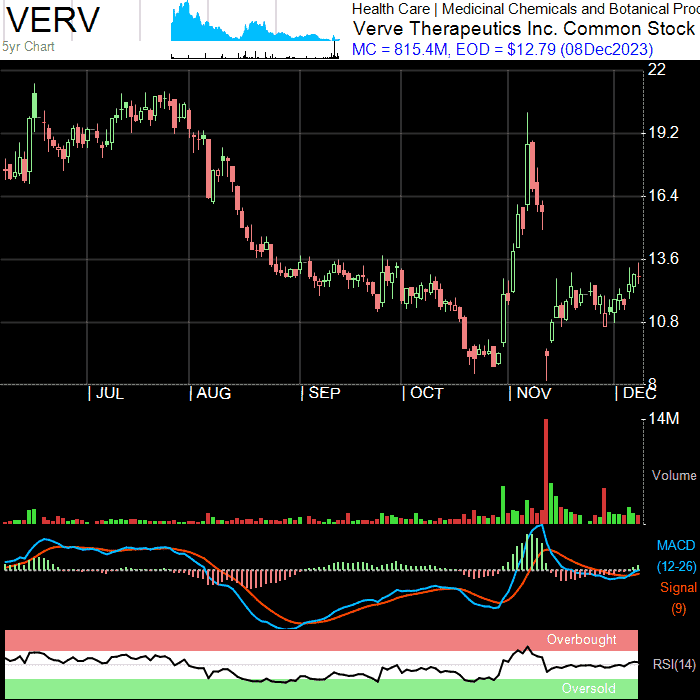 VERV
5yr Chart
Health Care | Medicinal Chemicals and Botanical Proc
Verve Therapeutics Inc. Common Stock
MC = 815.4M, EOD = $12.79 (08Dec2023)
22
19.2
16.4
13.6
10.8
8
JUL
AUG
SEP
OCT
NOV
DEC
14M
Volume
MACD
(12-26)
Signal
(9)
Overbought
RSI(14)
Oversold